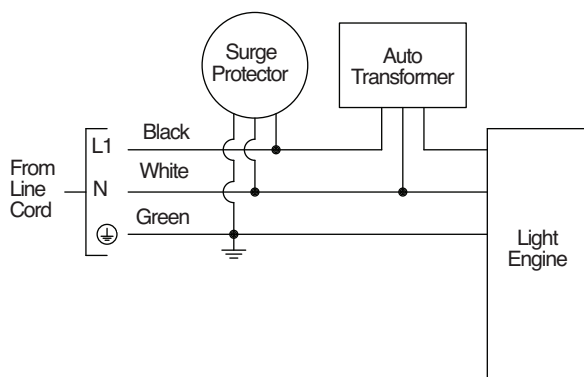 Surge
Protector
Auto
Transformer
L1
Black
From
Line
Cord
N
White
Green
Light
Engine